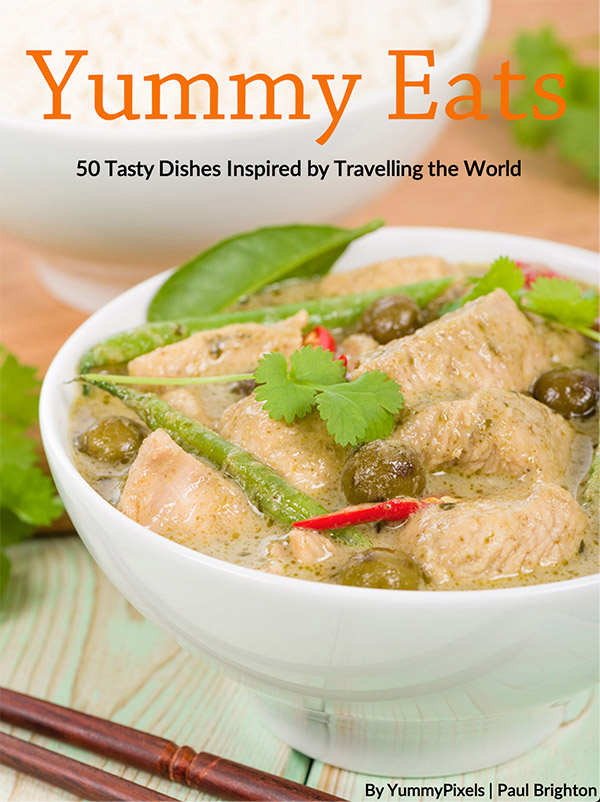 Yummy Eats
50 Tasty Dishes Inspired by Travelling the World
By YummyPixels | Paul Brighton